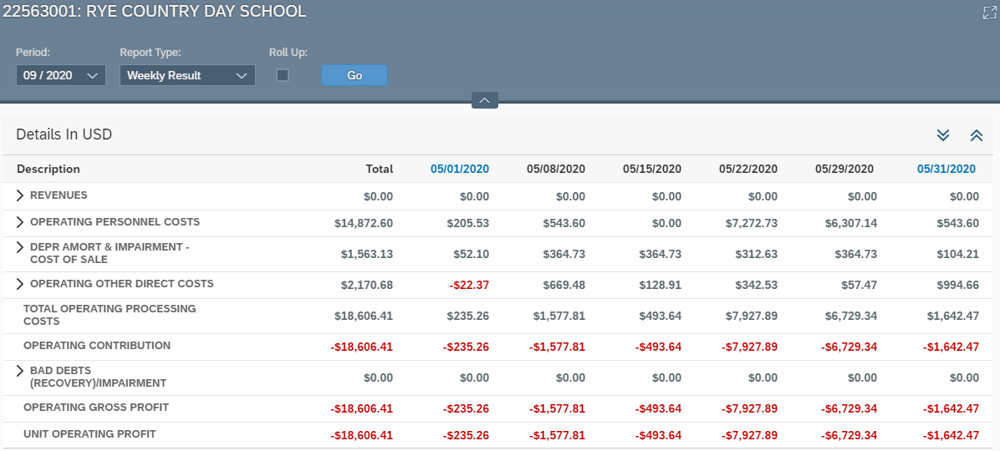 22563001: RYE COUNTRY DAY SCHOOL
Period: Report Type: Roll Up:
09 / 2020 Weekly Result Go
Details In USD
Description Total 05/01/2020 05/08/2020 05/15/2020 05/22/2020 05/29/2020 05/31/2020
REVENUES $0.00 $0.00 $0.00 $0.00 $0.00 $0.00 $0.00
OPERATING PERSONNEL COSTS $14,872.60 $205.53 $543.60 $0.00 $7,272.73 $6,307.14 $543.60
DEPR AMORT & IMPAIRMENT -
COST OF SALE $1,563.13 $52.10 $364.73 $364.73 $312.63 $364.73 $104.21
OPERATING OTHER DIRECT COSTS $2,170.68 -$22.37 $669.48 $128.91 $342.53 $57.47 $994.66
TOTAL OPERATING PROCESSING
COSTS $18,606.41 $235.26 $1,577.81 $493.64 $7,927.89 $6,729.34 $1,642.47
OPERATING CONTRIBUTION -$18,606.41 -$235.26 -$1,577.81 -$493.64 -$7,927.89 -$6,729.34 -$1,642.47
BAD DEBTS
(RECOVERY)/IMPAIRMENT $0.00 $0.00 $0.00 $0.00 $0.00 $0.00 $0.00
OPERATING GROSS PROFIT -$18,606.41 -$235.26 -$1,577.81 -$493.64 -$7,927.89 -$6,729.34 -$1,642.47
UNIT OPERATING PROFIT -$18,606.41 -$235.26 -$1,577.81 -$493.64 -$7,927.89 -$6,729.34 -$1,642.47